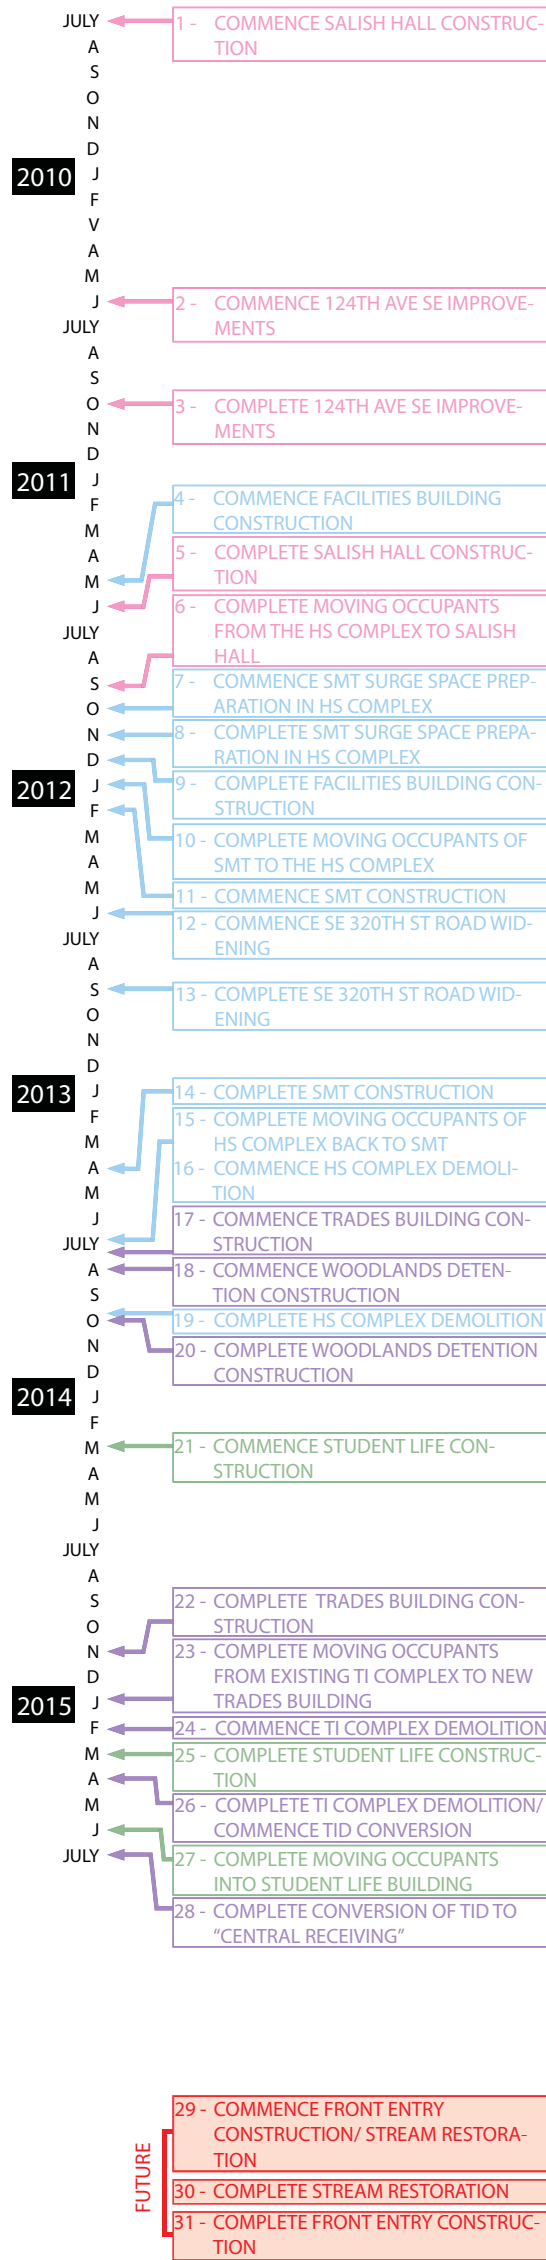 JULY
1 - COMMENCE SALISH HALL CONSTRUC-
TION
A
S
O
N
D
2010 J
F
V
A
M
J
2 - COMMENCE 124TH AVE SE IMPROVE-
MENTS
JULY
A
S
O
3 - COMPLETE 124TH AVE SE IMPROVE-
MENTS
N
D
2011 J
F
4 - COMMENCE FACILITIES BUILDING
CONSTRUCTION
M
A
5 - COMPLETE SALISH HALL CONSTRUC-
TION
M
J
6 - COMPLETE MOVING OCCUPANTS
FROM THE HS COMPLEX TO SALISH
HALL
JULY
A
S
7 - COMMENCE SMT SURGE SPACE PREP-
ARATION IN HS COMPLEX
O
N
8 - COMPLETE SMT SURGE SPACE PREPA-
RATION IN HS COMPLEX
D
2012 J
9 - COMPLETE FACILITIES BUILDING CON-
STRUCTION
F
M
10 - COMPLETE MOVING OCCUPANTS OF
SMT TO THE HS COMPLEX
A
M
11 - COMMENCE SMT CONSTRUCTION
J
12 - COMMENCE SE 320TH ST ROAD WID-
ENING
JULY
A
S
13 - COMPLETE SE 320TH ST ROAD WID-
ENING
O
N
D
2013 J
14 - COMPLETE SMT CONSTRUCTION
F
15 - COMPLETE MOVING OCCUPANTS OF
HS COMPLEX BACK TO SMT
M
A
16 - COMMENCE HS COMPLEX DEMOLI-
TION
M
J
17 - COMMENCE TRADES BUILDING CON-
STRUCTION
JULY
A
18 - COMMENCE WOODLANDS DETEN-
TION CONSTRUCTION
S
O
19 - COMPLETE HS COMPLEX DEMOLITION
N
20 - COMPLETE WOODLANDS DETENTION
CONSTRUCTION
D
2014 J
F
M
21 - COMMENCE STUDENT LIFE CON-
STRUCTION
A
M
J
JULY
A
S
22 - COMPLETE TRADES BUILDING CON-
STRUCTION
O
N
23 - COMPLETE MOVING OCCUPANTS
FROM EXISTING TI COMPLEX TO NEW
TRADES BUILDING
D
2015 J
F
24 - COMMENCE TI COMPLEX DEMOLITION
M
25 - COMPLETE STUDENT LIFE CONSTRUC-
TION
A
M
26 - COMPLETE TI COMPLEX DEMOLITION/
COMMENCE TID CONVERSION
J
JULY
27 - COMPLETE MOVING OCCUPANTS
INTO STUDENT LIFE BUILDING
28 - COMPLETE CONVERSION OF TID TO
“CENTRAL RECEIVING”
FUTURE
29 - COMMENCE FRONT ENTRY
CONSTRUCTION/ STREAM RESTORA-
TION
30 - COMPLETE STREAM RESTORATION
31 - COMPLETE FRONT ENTRY CONSTRUC-
TION